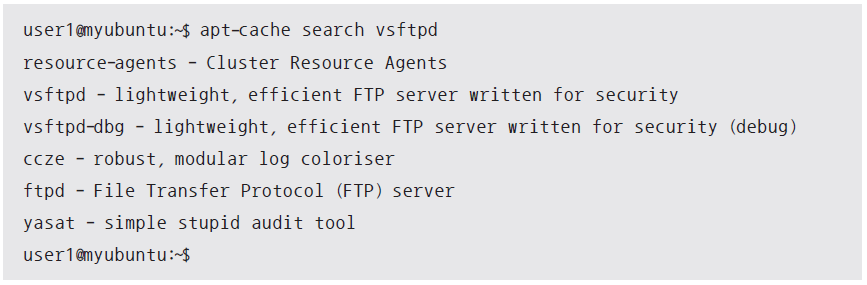 user1@myubuntu:~$ apt-cache search vsftpd
resource-agents - Cluster Resource Agents
vsftpd - lightweight, efficient FTP server written for security
vsftpd-dbg - lightweight, efficient FTP server written for security (debug)
ccze - robust, modular log coloriser
ftpd - File Transfer Protocol (FTP) server
yasat - simple stupid audit tool
user1@myubuntu:~$